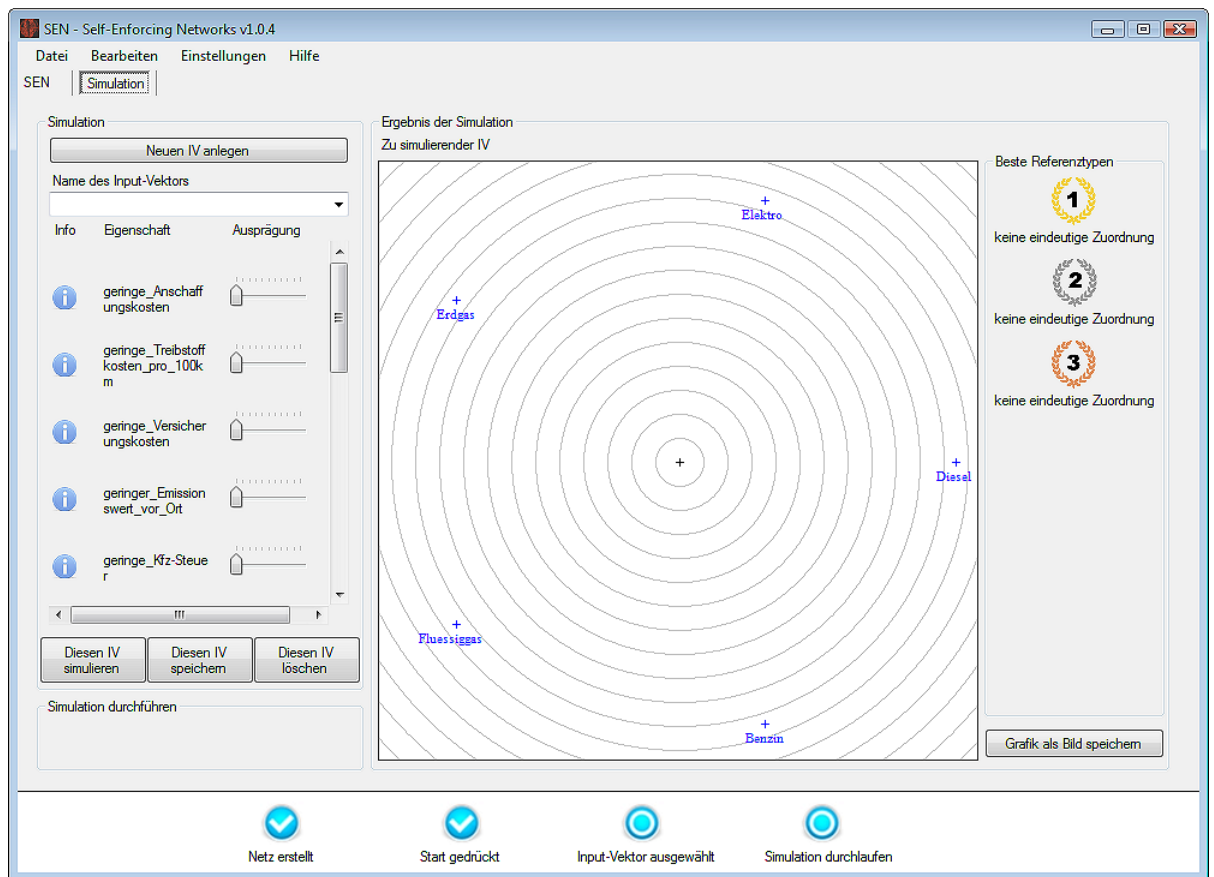 SEN - Self-Enforcing Networks v1.0.4
Datei Bearbeiten Einstellungen Hilfe
SEN Simulation
Simulation
Neuen IV anlegen
Name des Input-Vektors
Info Eigenschaft Ausprägung
geringe_Anschaff
ungskosten
geringe_Treibstoff
kosten_pro_100k
m
geringe_Versicher
ungskosten
geringer_Emission
swert_vor_Ort
geringe_Kfz-Steue
r
Diesen IV
simulieren
Diesen IV
speichern
Diesen IV
löschen
Simulation durchführen
Ergebnis der Simulation
Zu simulierender IV
Elektro
Erdgas
Diesel
Fluessiggas
Benzin
Beste Referenztypen
1
keine eindeutige Zuordnung
2
keine eindeutige Zuordnung
3
keine eindeutige Zuordnung
Grafik als Bild speichern
Netz erstellt
Start gedrückt
Input-Vektor ausgewählt
Simulation durchlaufen